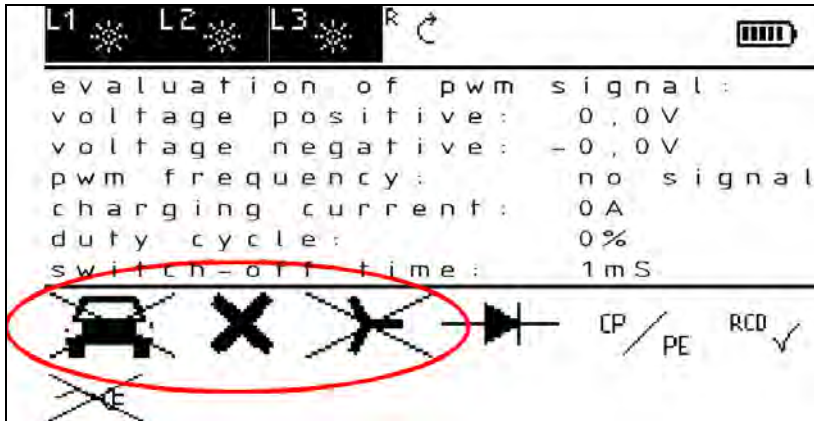 L1 L2 L3 R
evaluation of pwm signal:
voltage positive: 0,0V
voltage negative: -0,0V
pwm frequency: no signal
charging current: 0A
duty cycle: 0%
switch-off time: 1mS
CP/PE RCD